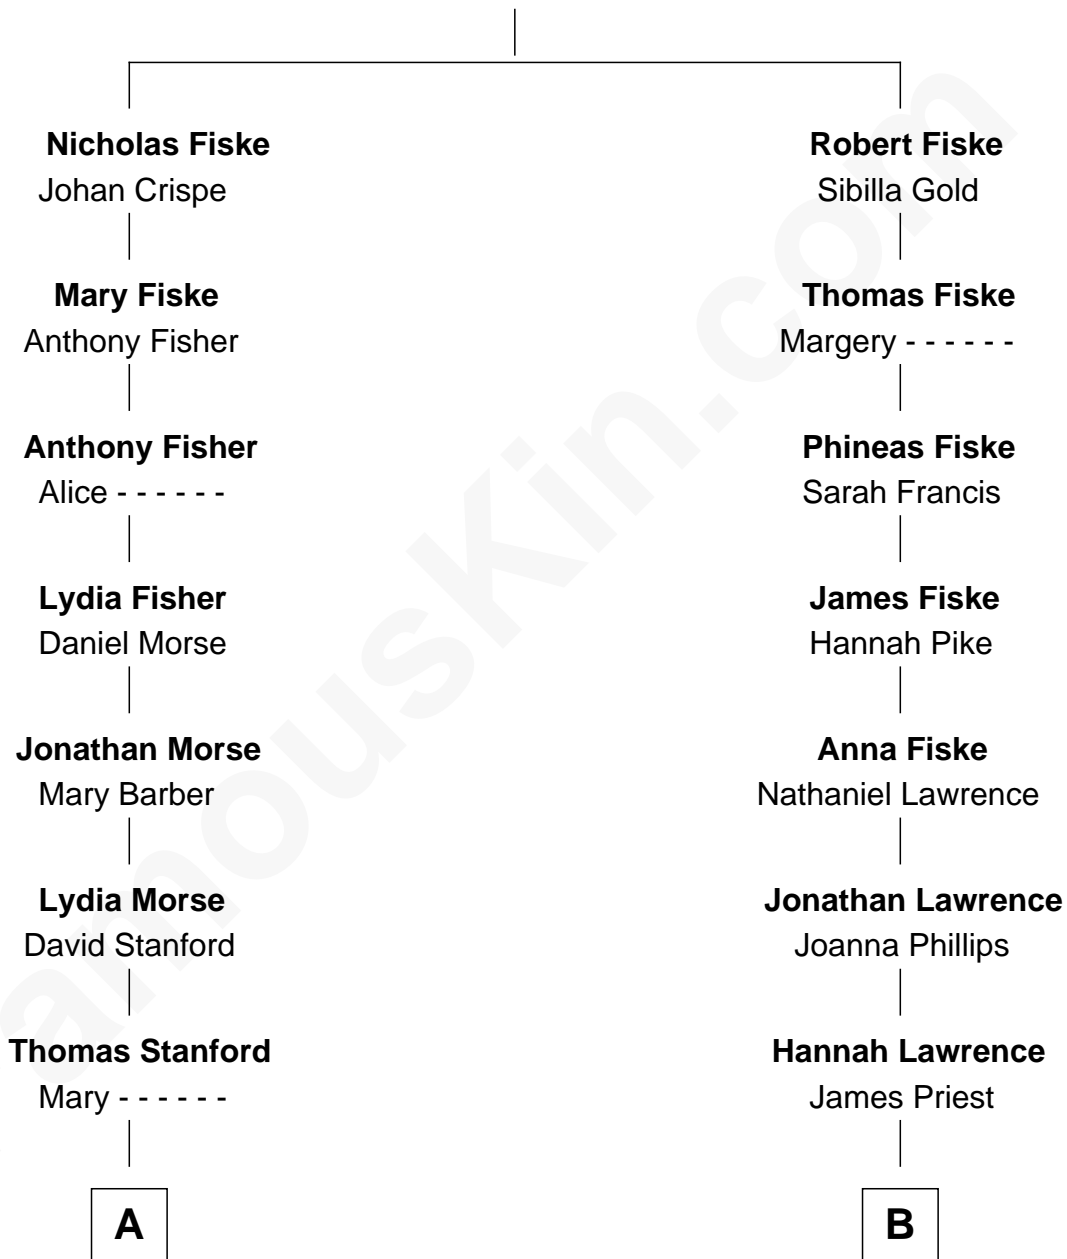 Nicholas Fiske
Johan Crispe
Mary Fiske
Anthony Fisher
Anthony Fisher
Alice - - - - - -
Lydia Fisher
Daniel Morse
Jonathan Morse
Mary Barber
Lydia Morse
David Stanford
Thomas Stanford
Mary - - - - - -
A
Robert Fiske
Sibilla Gold
Thomas Fiske
Margery - - - - - -
Phineas Fiske
Sarah Francis
James Fiske
Hannah Pike
Anna Fiske
Nathaniel Lawrence
Jonathan Lawrence
Joanna Phillips
Hannah Lawrence
James Priest
B
amouskin.com